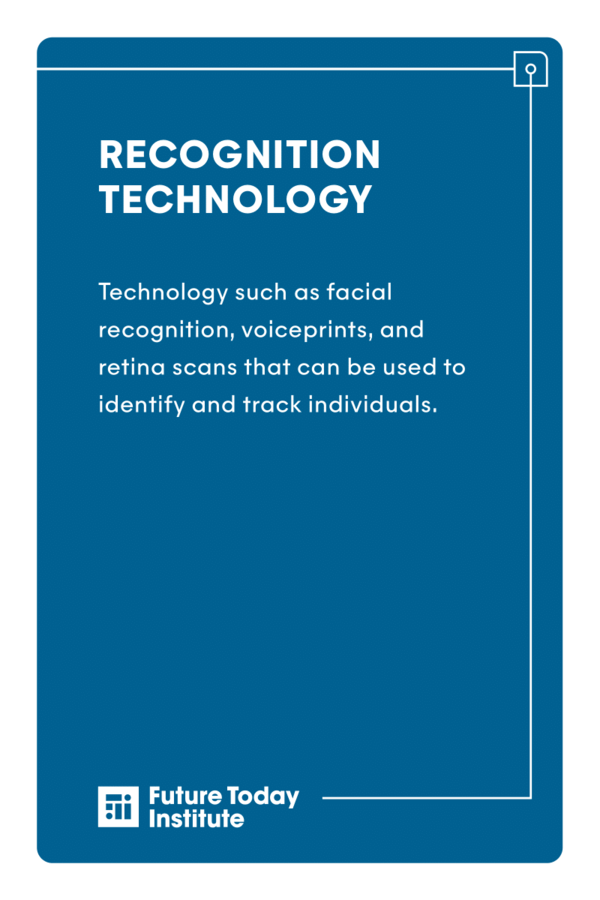 RECOGNITION
TECHNOLOGY
Technology such as facial
recognition, voiceprints, and
retina scans that can be used to
identify and track individuals.
Future Today
Institute